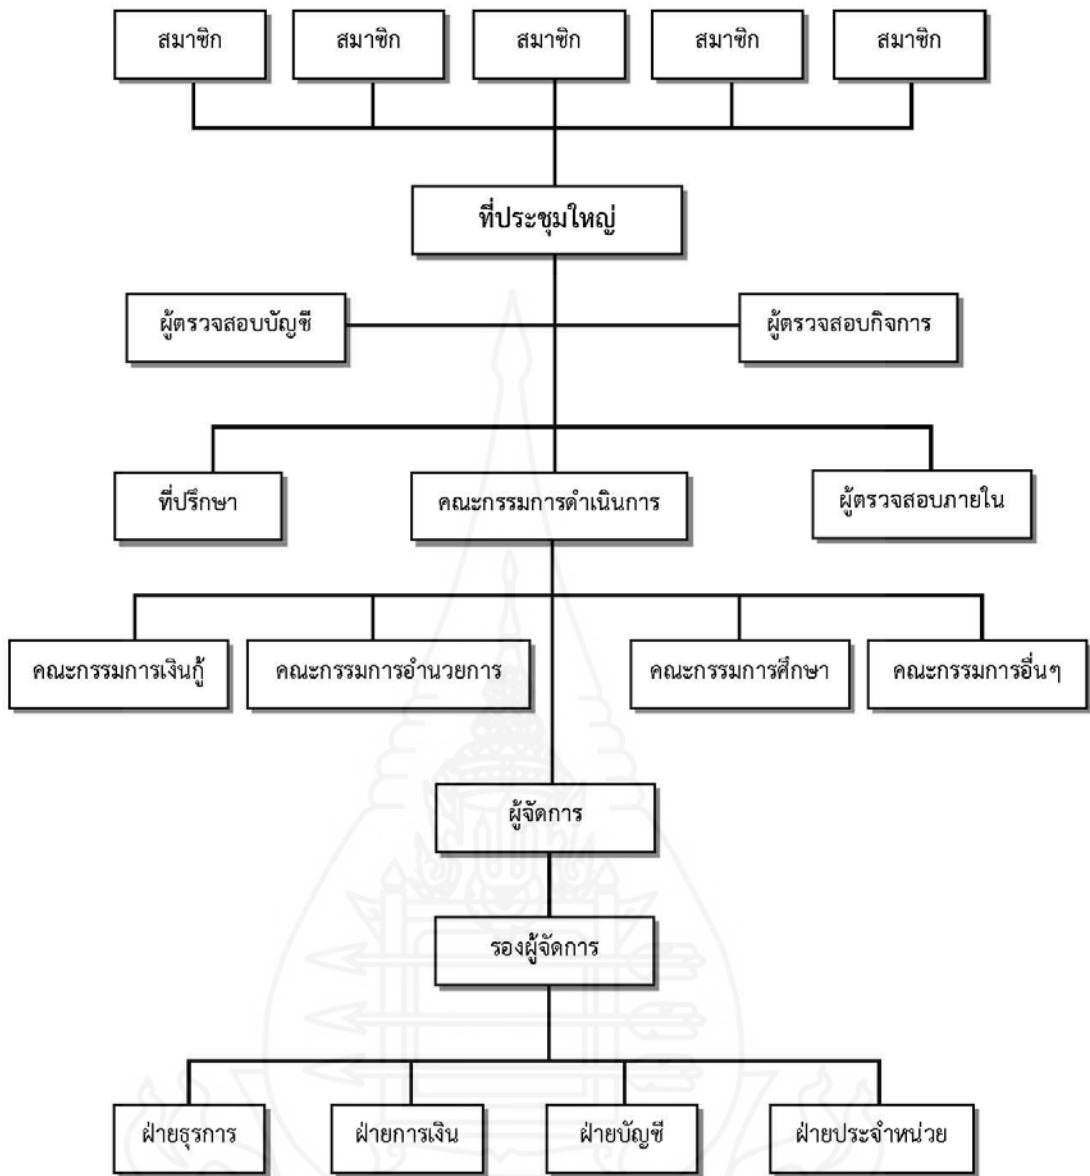 สมาชิก
สมาชิก
สมาชิก
สมาชิก
สมาชิก
ที่ประชุมใหญ่
ผู้ตรวจสอบบัญชี
ผู้ตรวจสอบกิจการ
ที่ปรึกษา
คณะกรรมการดำเนินการ
ผู้ตรวจสอบภายใน
คณะกรรมการเงินกู้
คณะกรรมการอำนวยการ
คณะกรรมการศึกษา
คณะกรรมการอื่นๆ
ผู้จัดการ
รองผู้จัดการ
ฝ่ายธุรการ
ฝ่ายการเงิน
ฝ่ายบัญชี
ฝ่ายประจำหน่วย